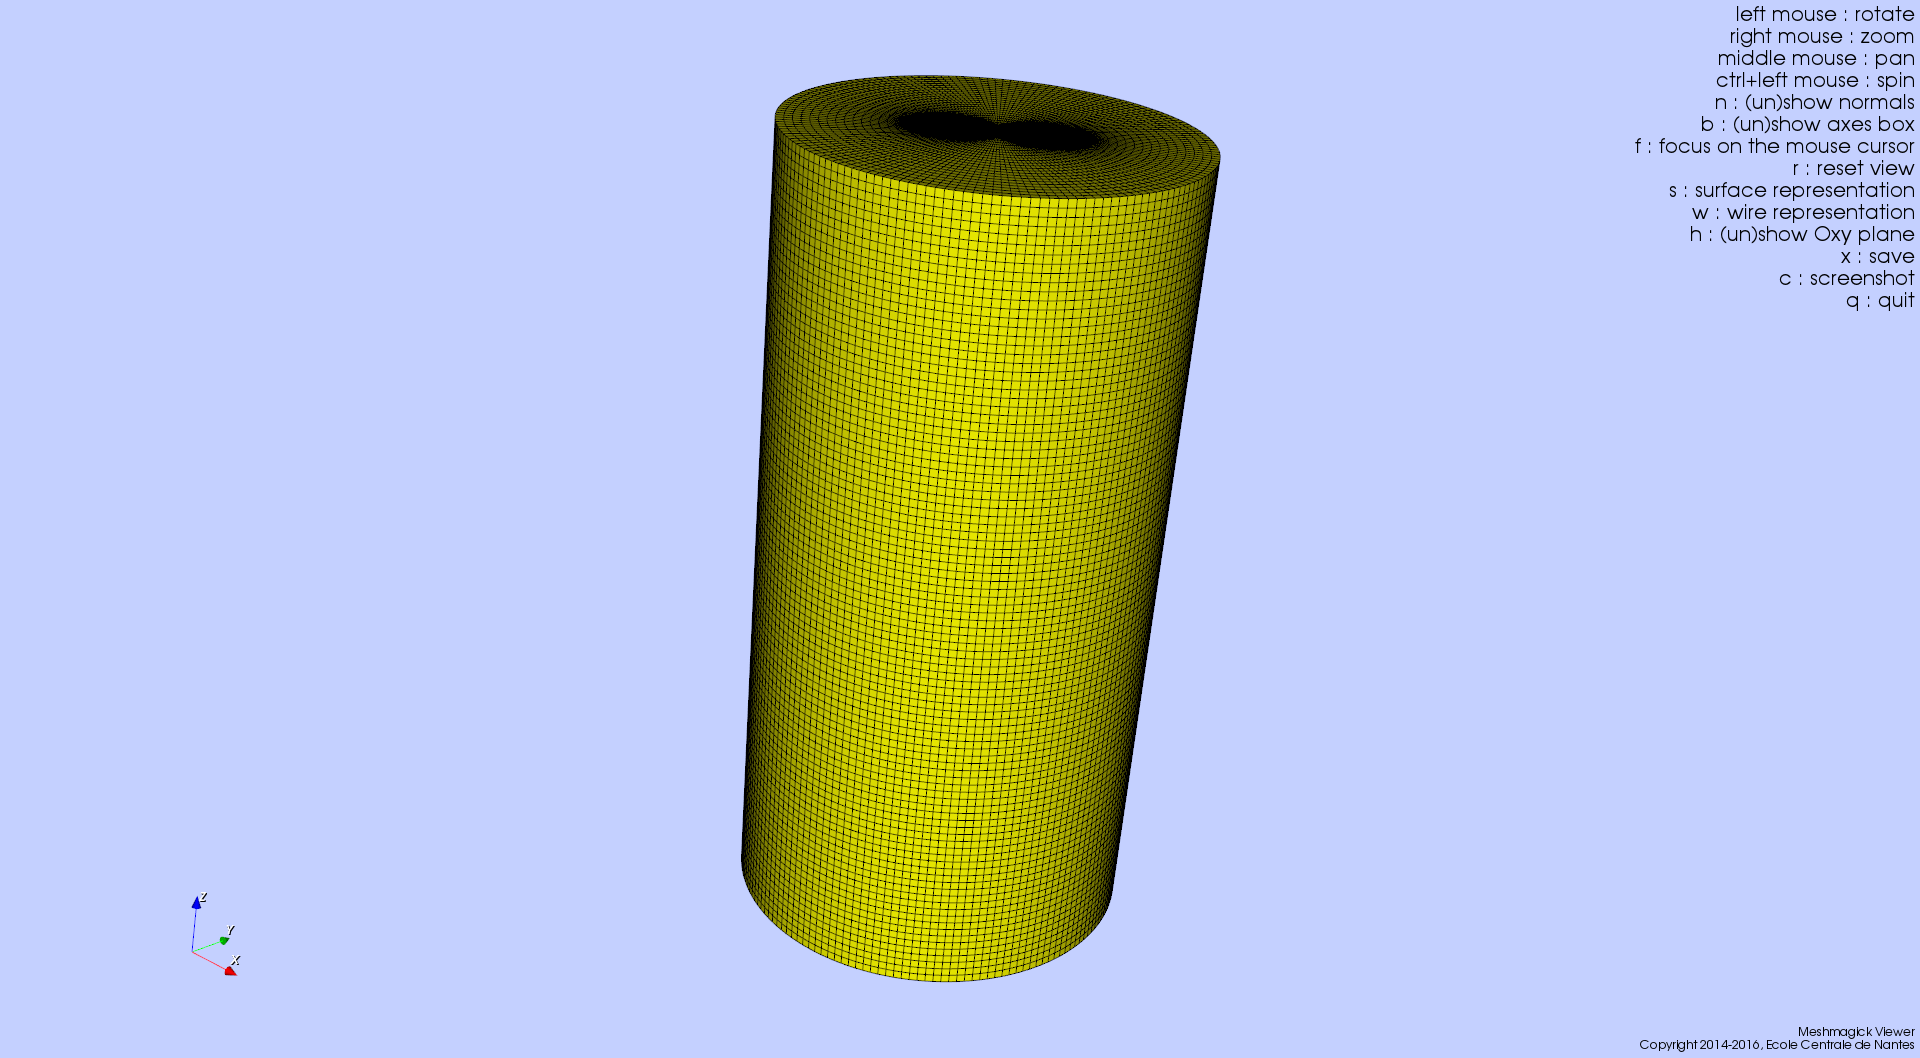 left mouse : rotate
right mouse : zoom
middle mouse : pan
ctrl+left mouse : spin
n : (un)show normals
b : (un)show axes box
f : focus on the mouse cursor
r : reset view
s : surface representation
w : wire representation
h : (un)show Oxy plane
x : save
c : screenshot
q : quit
Z
Y
X
Meshmagick Viewer
Copyright 2014-2016, Ecole Centrale de Nantes